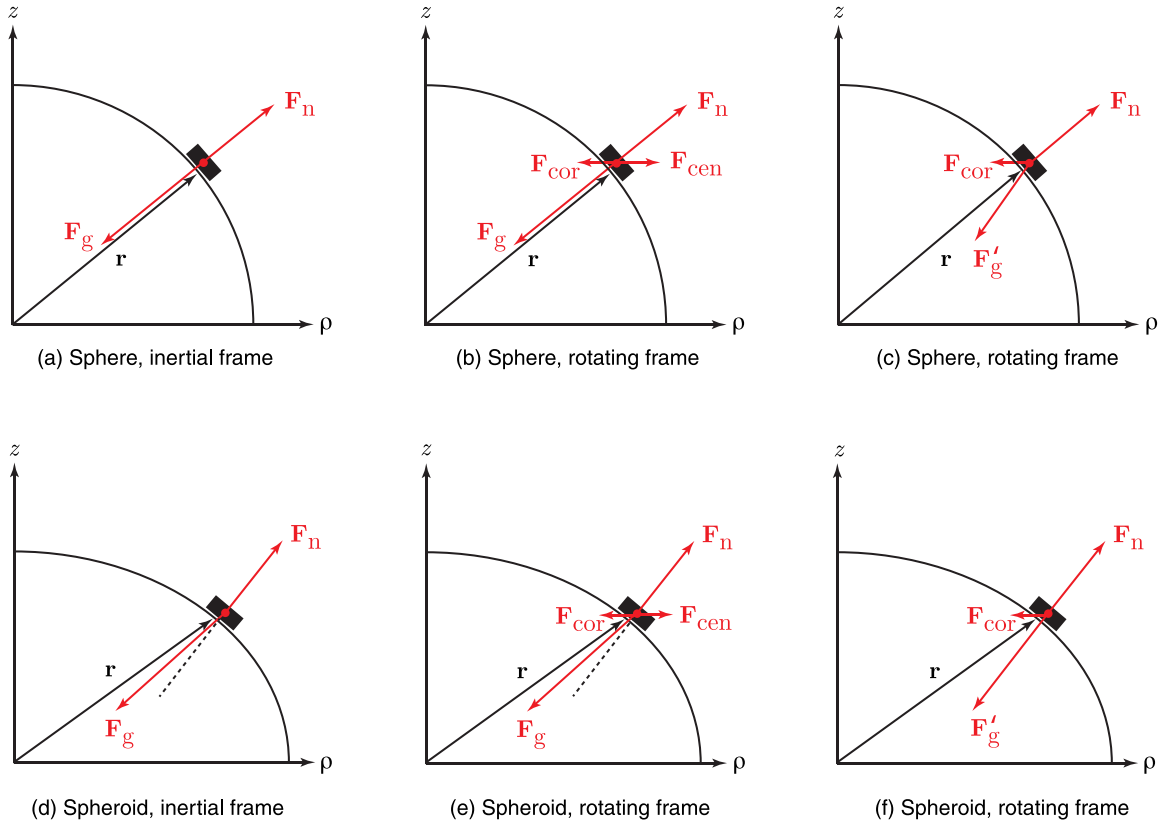 z
F_n
F_g
r
ρ
(a) Sphere, inertial frame
z
F_n
F_cor
F_cen
F_g
r
ρ
(b) Sphere, rotating frame
z
F_n
F_cor
F_g′
r
ρ
(c) Sphere, rotating frame
z
F_n
r
F_g
ρ
(d) Spheroid, inertial frame
z
F_n
F_cor
F_cen
r
F_g
ρ
(e) Spheroid, rotating frame
z
F_n
F_cor
r
F_g′
ρ
(f) Spheroid, rotating frame